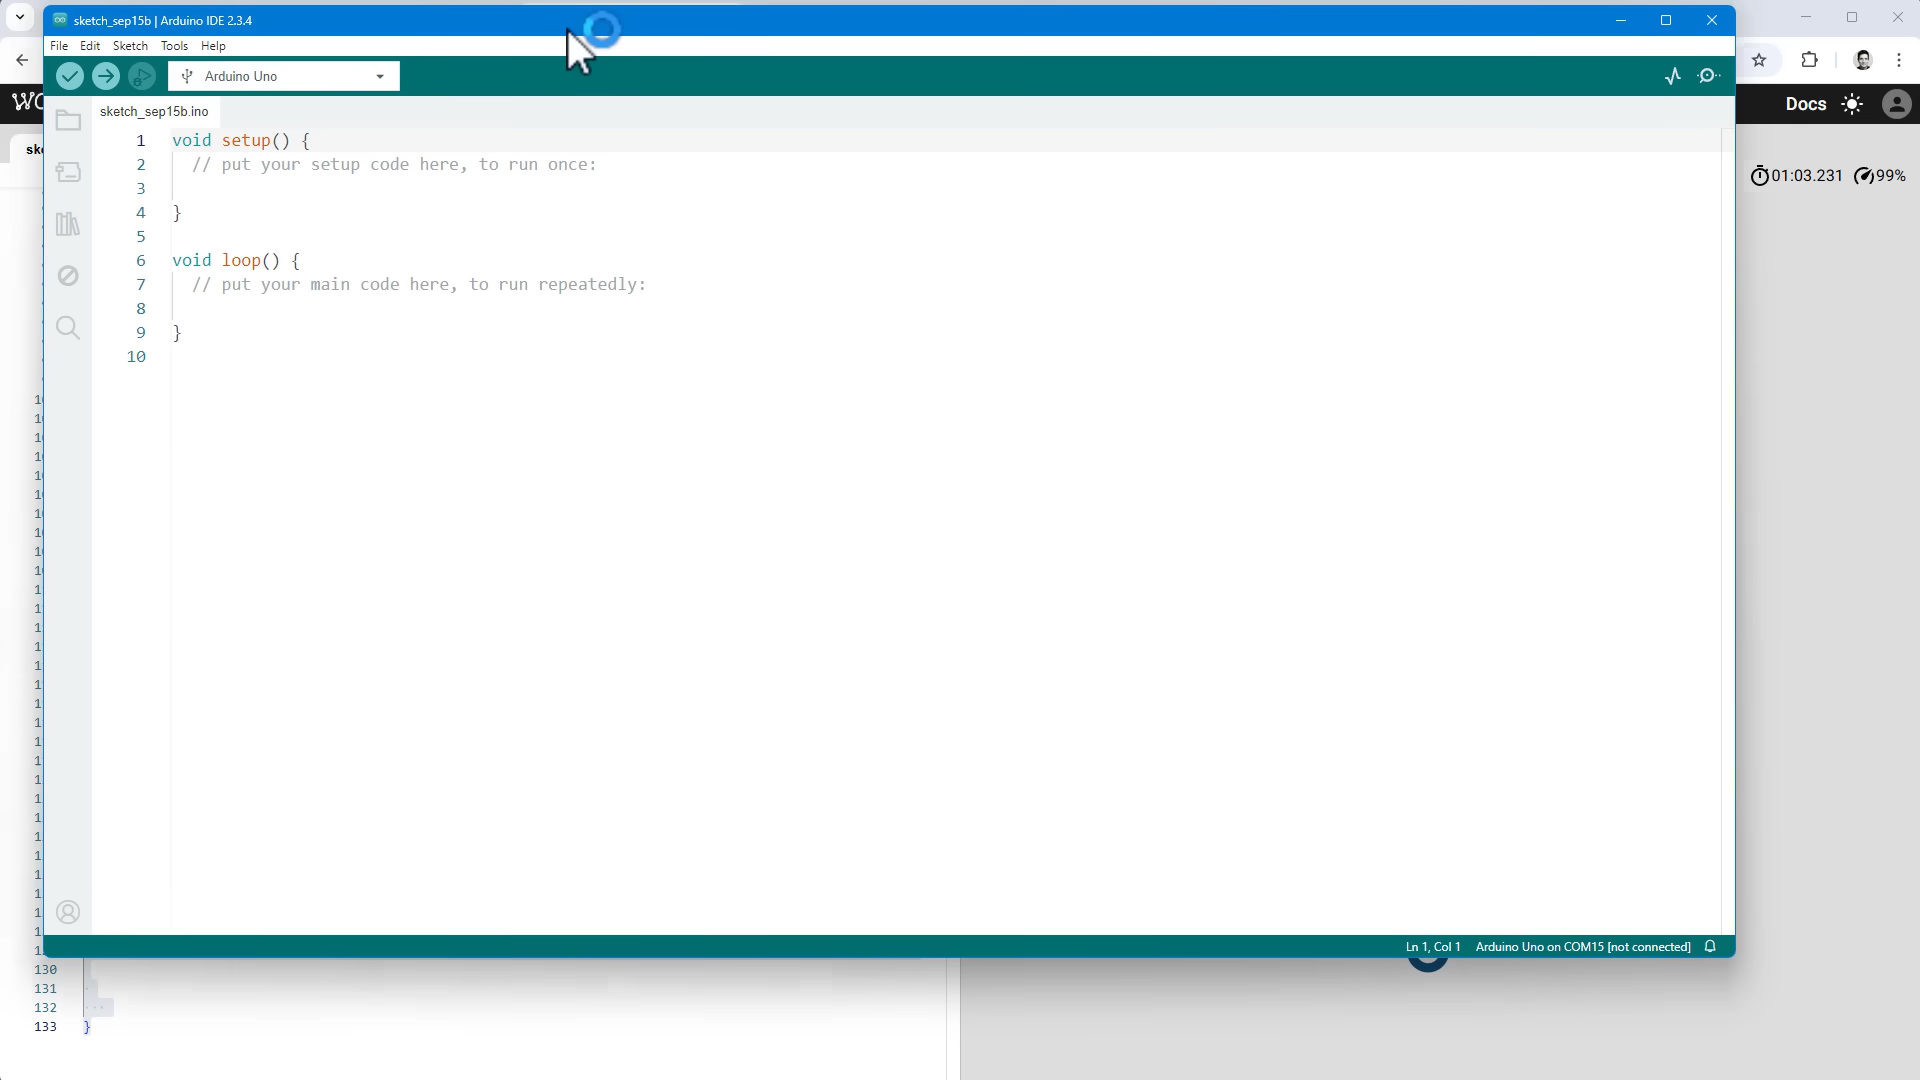 sketch_sep15b | Arduino IDE 2.3.4
File Edit Sketch Tools Help
Arduino Uno
WO
Docs
sketch_sep15b.ino
sk
01:03.231 99%
1 void setup() {
2 // put your setup code here, to run once:
3
4 }
5
6 void loop() {
7 // put your main code here, to run repeatedly:
8
9 }
10
Ln 1, Col 1 Arduino Uno on COM15 [not connected]
130
131
132
133 }